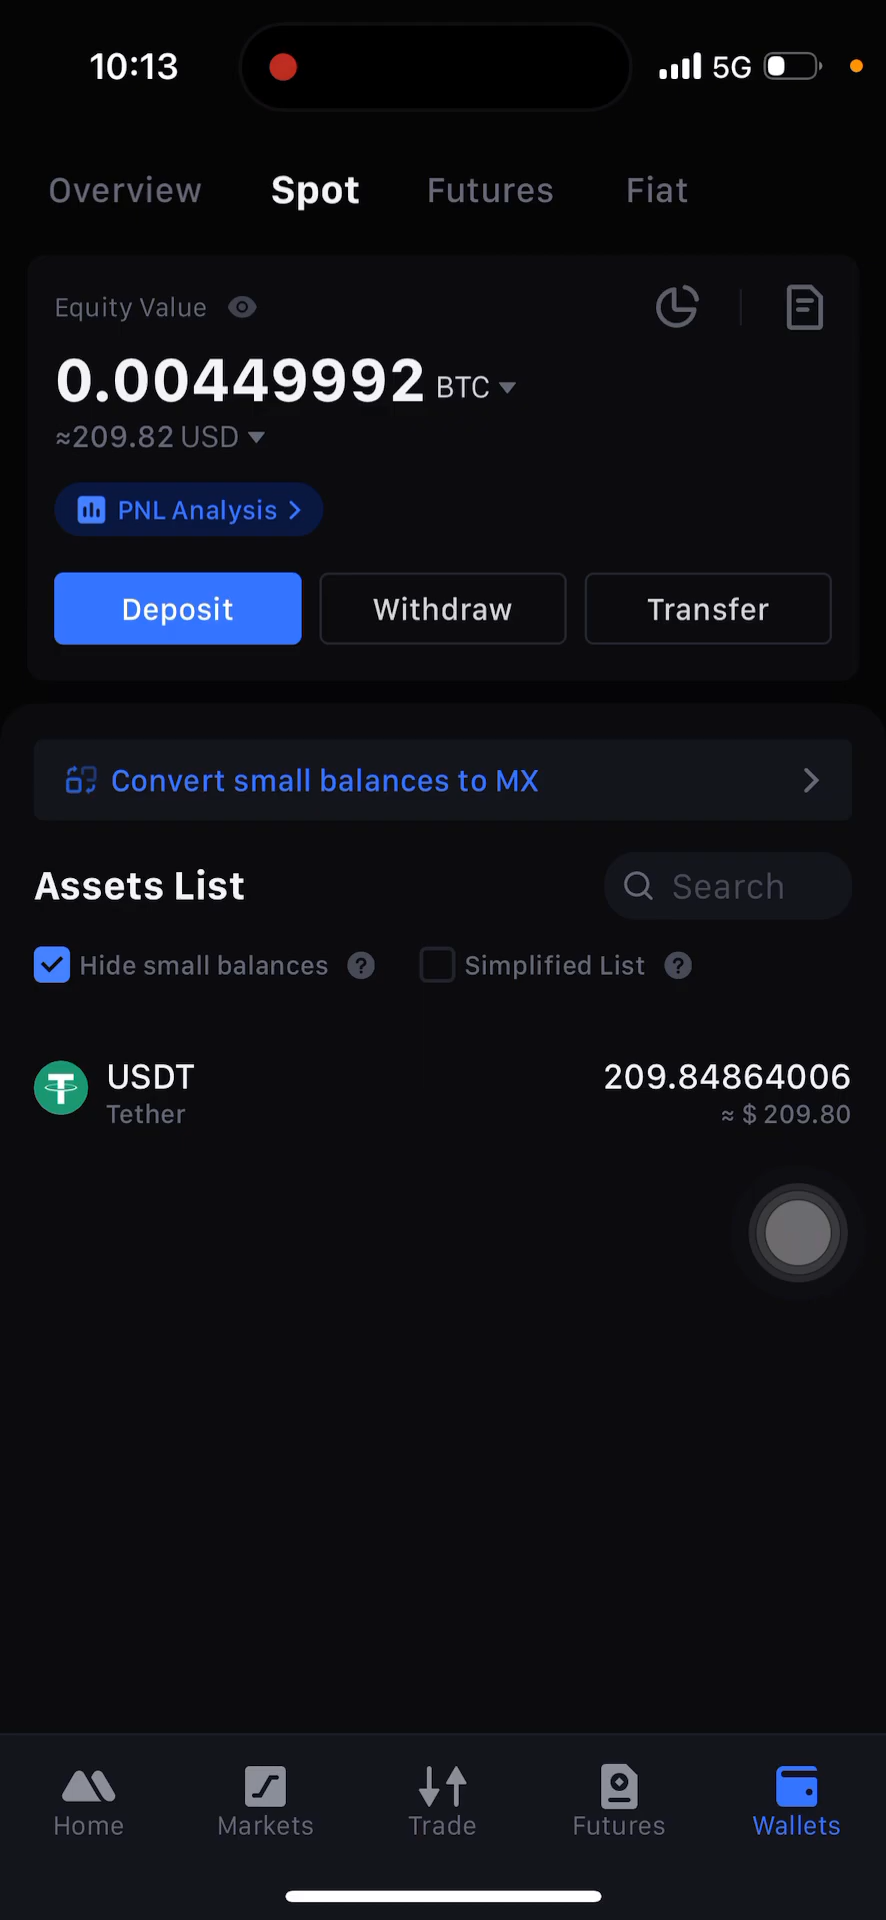 10:13
5G
Overview Spot Futures Fiat
Equity Value
0.00449992 BTC
≈209.82 USD
PNL Analysis
Deposit Withdraw Transfer
Convert small balances to MX
Assets List
Search
Hide small balances ? Simplified List ?
USDT 209.84864006
Tether ≈ $ 209.80
Home Markets Trade Futures Wallets